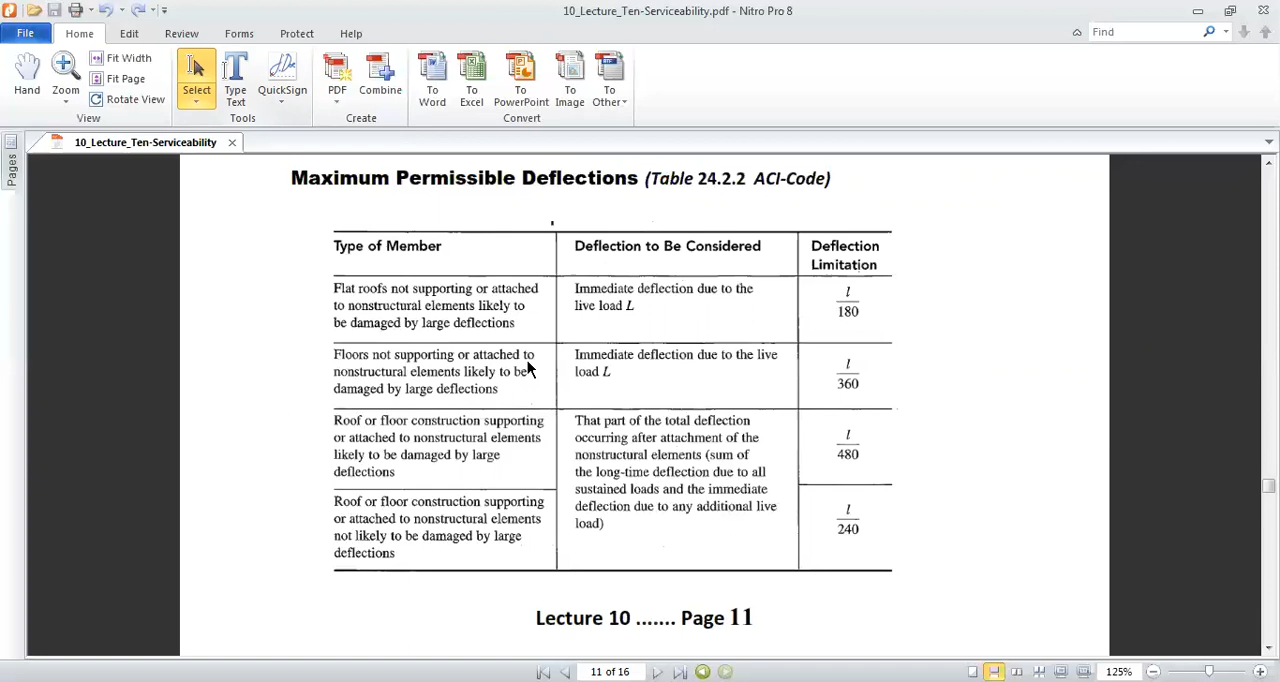 10_Lecture_Ten-Serviceability.pdf - Nitro Pro 8
File
Home
Edit
Review
Forms
Protect
Help
Find
Hand
Zoom
Fit Width
Fit Page
Rotate View
View
Select
Type
Text
QuickSign
Tools
PDF
Combine
Create
To
Word
To
Excel
To
PowerPoint
To
Image
To
Other
Convert
10_Lecture_Ten-Serviceability
Pages
Maximum Permissible Deflections (Table 24.2.2 ACI-Code)
Type of Member
Deflection to Be Considered
Deflection
Limitation
Flat roofs not supporting or attached
to nonstructural elements likely to
be damaged by large deflections
Immediate deflection due to the
live load L
l
180
Floors not supporting or attached to
nonstructural elements likely to be
damaged by large deflections
Immediate deflection due to the live
load L
l
360
Roof or floor construction supporting
or attached to nonstructural elements
likely to be damaged by large
deflections
That part of the total deflection
occurring after attachment of the
nonstructural elements (sum of
the long-time deflection due to all
sustained loads and the immediate
deflection due to any additional live
load)
l
480
Roof or floor construction supporting
or attached to nonstructural elements
not likely to be damaged by large
deflections
l
240
Lecture 10 ....... Page 11
11 of 16
125%